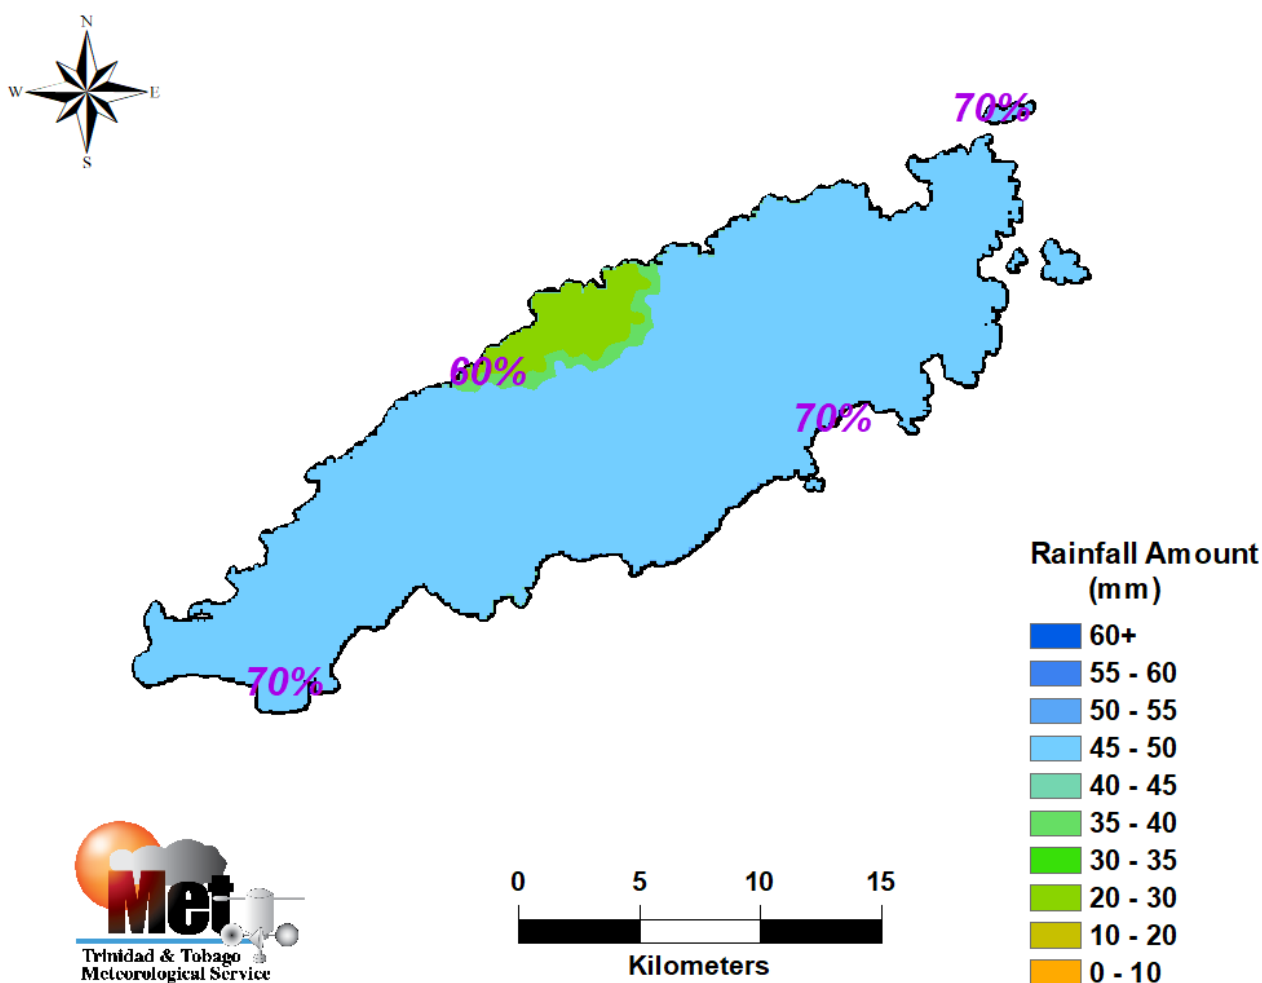 N
W E
S
70%
60%
70%
70%
Rainfall Amount
(mm)
60+
55 - 60
50 - 55
45 - 50
40 - 45
35 - 40
30 - 35
20 - 30
10 - 20
0 - 10
0 5 10 15
Kilometers
Met
Trinidad & Tobago
Meteorological Service